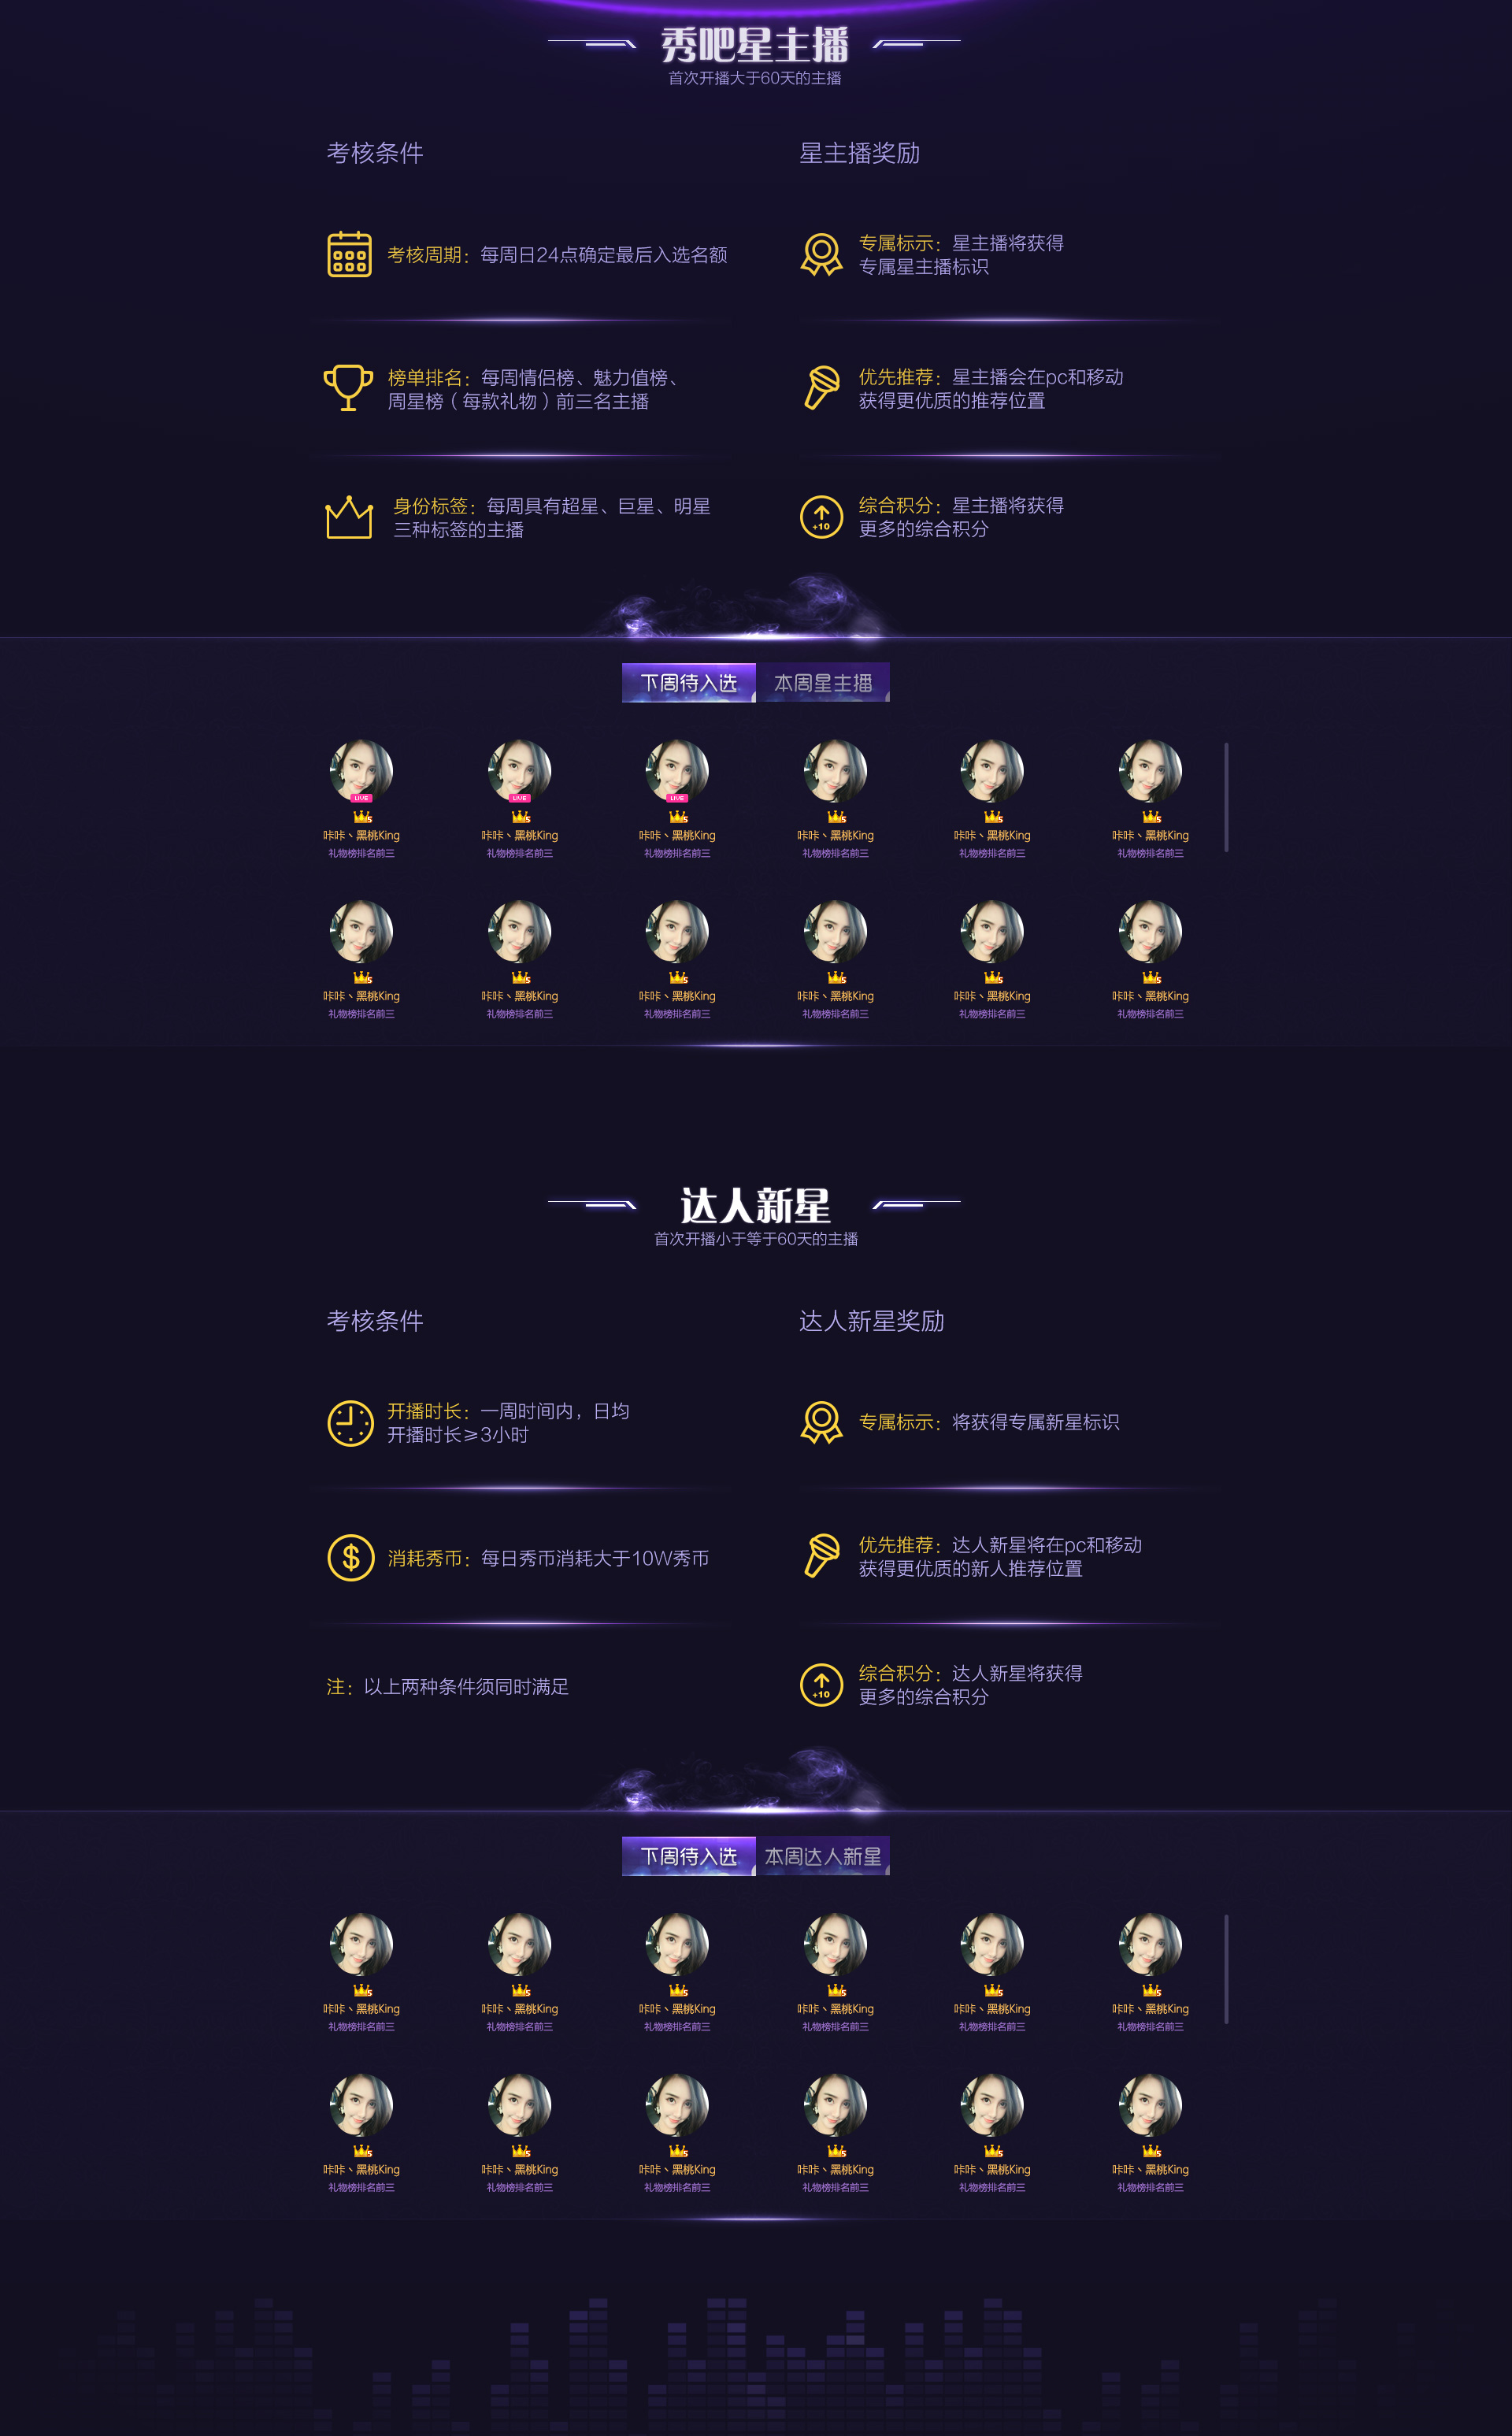 秀吧星主播
首次开播大于60天的主播
考核条件
考核周期：每周日24点确定最后入选名额
榜单排名：每周情侣榜、魅力值榜、
周星榜（每款礼物）前三名主播
身份标签：每周具有超星、巨星、明星
三种标签的主播
星主播奖励
专属标示：星主播将获得
专属星主播标识
优先推荐：星主播会在pc和移动
获得更优质的推荐位置
+10
综合积分：星主播将获得
更多的综合积分
下周待入选 本周星主播
LIVE LIVE LIVE
5 5 5 5 5 5
咔咔丶黑桃King 咔咔丶黑桃King 咔咔丶黑桃King 咔咔丶黑桃King 咔咔丶黑桃King 咔咔丶黑桃King
礼物榜排名前三 礼物榜排名前三 礼物榜排名前三 礼物榜排名前三 礼物榜排名前三 礼物榜排名前三
5 5 5 5 5 5
咔咔丶黑桃King 咔咔丶黑桃King 咔咔丶黑桃King 咔咔丶黑桃King 咔咔丶黑桃King 咔咔丶黑桃King
礼物榜排名前三 礼物榜排名前三 礼物榜排名前三 礼物榜排名前三 礼物榜排名前三 礼物榜排名前三
达人新星
首次开播小于等于60天的主播
考核条件
开播时长：一周时间内，日均
开播时长≥3小时
消耗秀币：每日秀币消耗大于10W秀币
注：以上两种条件须同时满足
达人新星奖励
专属标示：将获得专属新星标识
优先推荐：达人新星将在pc和移动
获得更优质的新人推荐位置
+10
综合积分：达人新星将获得
更多的综合积分
下周待入选 本周达人新星
5 5 5 5 5 5
咔咔丶黑桃King 咔咔丶黑桃King 咔咔丶黑桃King 咔咔丶黑桃King 咔咔丶黑桃King 咔咔丶黑桃King
礼物榜排名前三 礼物榜排名前三 礼物榜排名前三 礼物榜排名前三 礼物榜排名前三 礼物榜排名前三
5 5 5 5 5 5
咔咔丶黑桃King 咔咔丶黑桃King 咔咔丶黑桃King 咔咔丶黑桃King 咔咔丶黑桃King 咔咔丶黑桃King
礼物榜排名前三 礼物榜排名前三 礼物榜排名前三 礼物榜排名前三 礼物榜排名前三 礼物榜排名前三